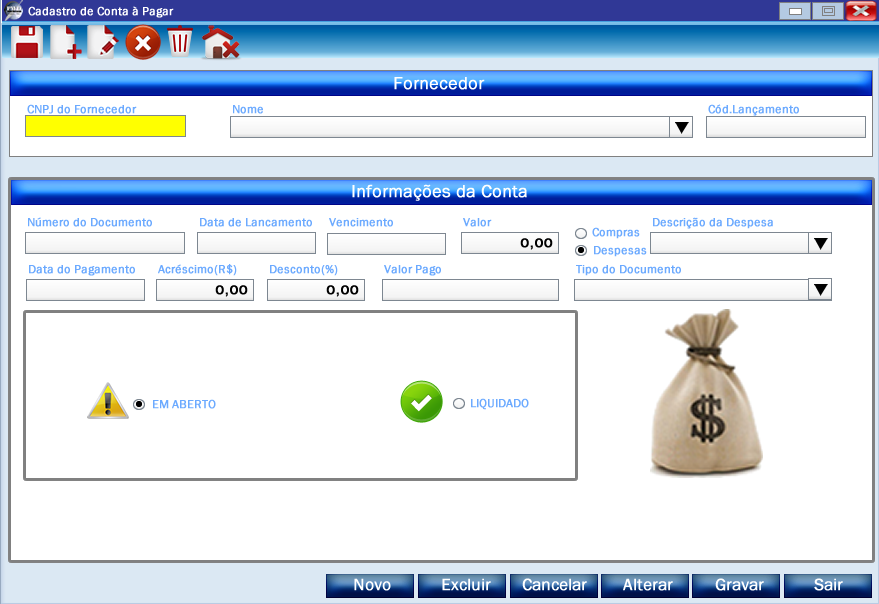 Cadastro de Conta à Pagar
Fornecedor
CNPJ do Fornecedor Nome Cód.Lançamento
Informações da Conta
Número do Documento Data de Lancamento Vencimento Valor Descrição da Despesa
Compras
0,00
Despesas
Data do Pagamento Acréscimo(R$) Desconto(%) Valor Pago Tipo do Documento
0,00 0,00
EM ABERTO LIQUIDADO
$
Novo Excluir Cancelar Alterar Gravar Sair